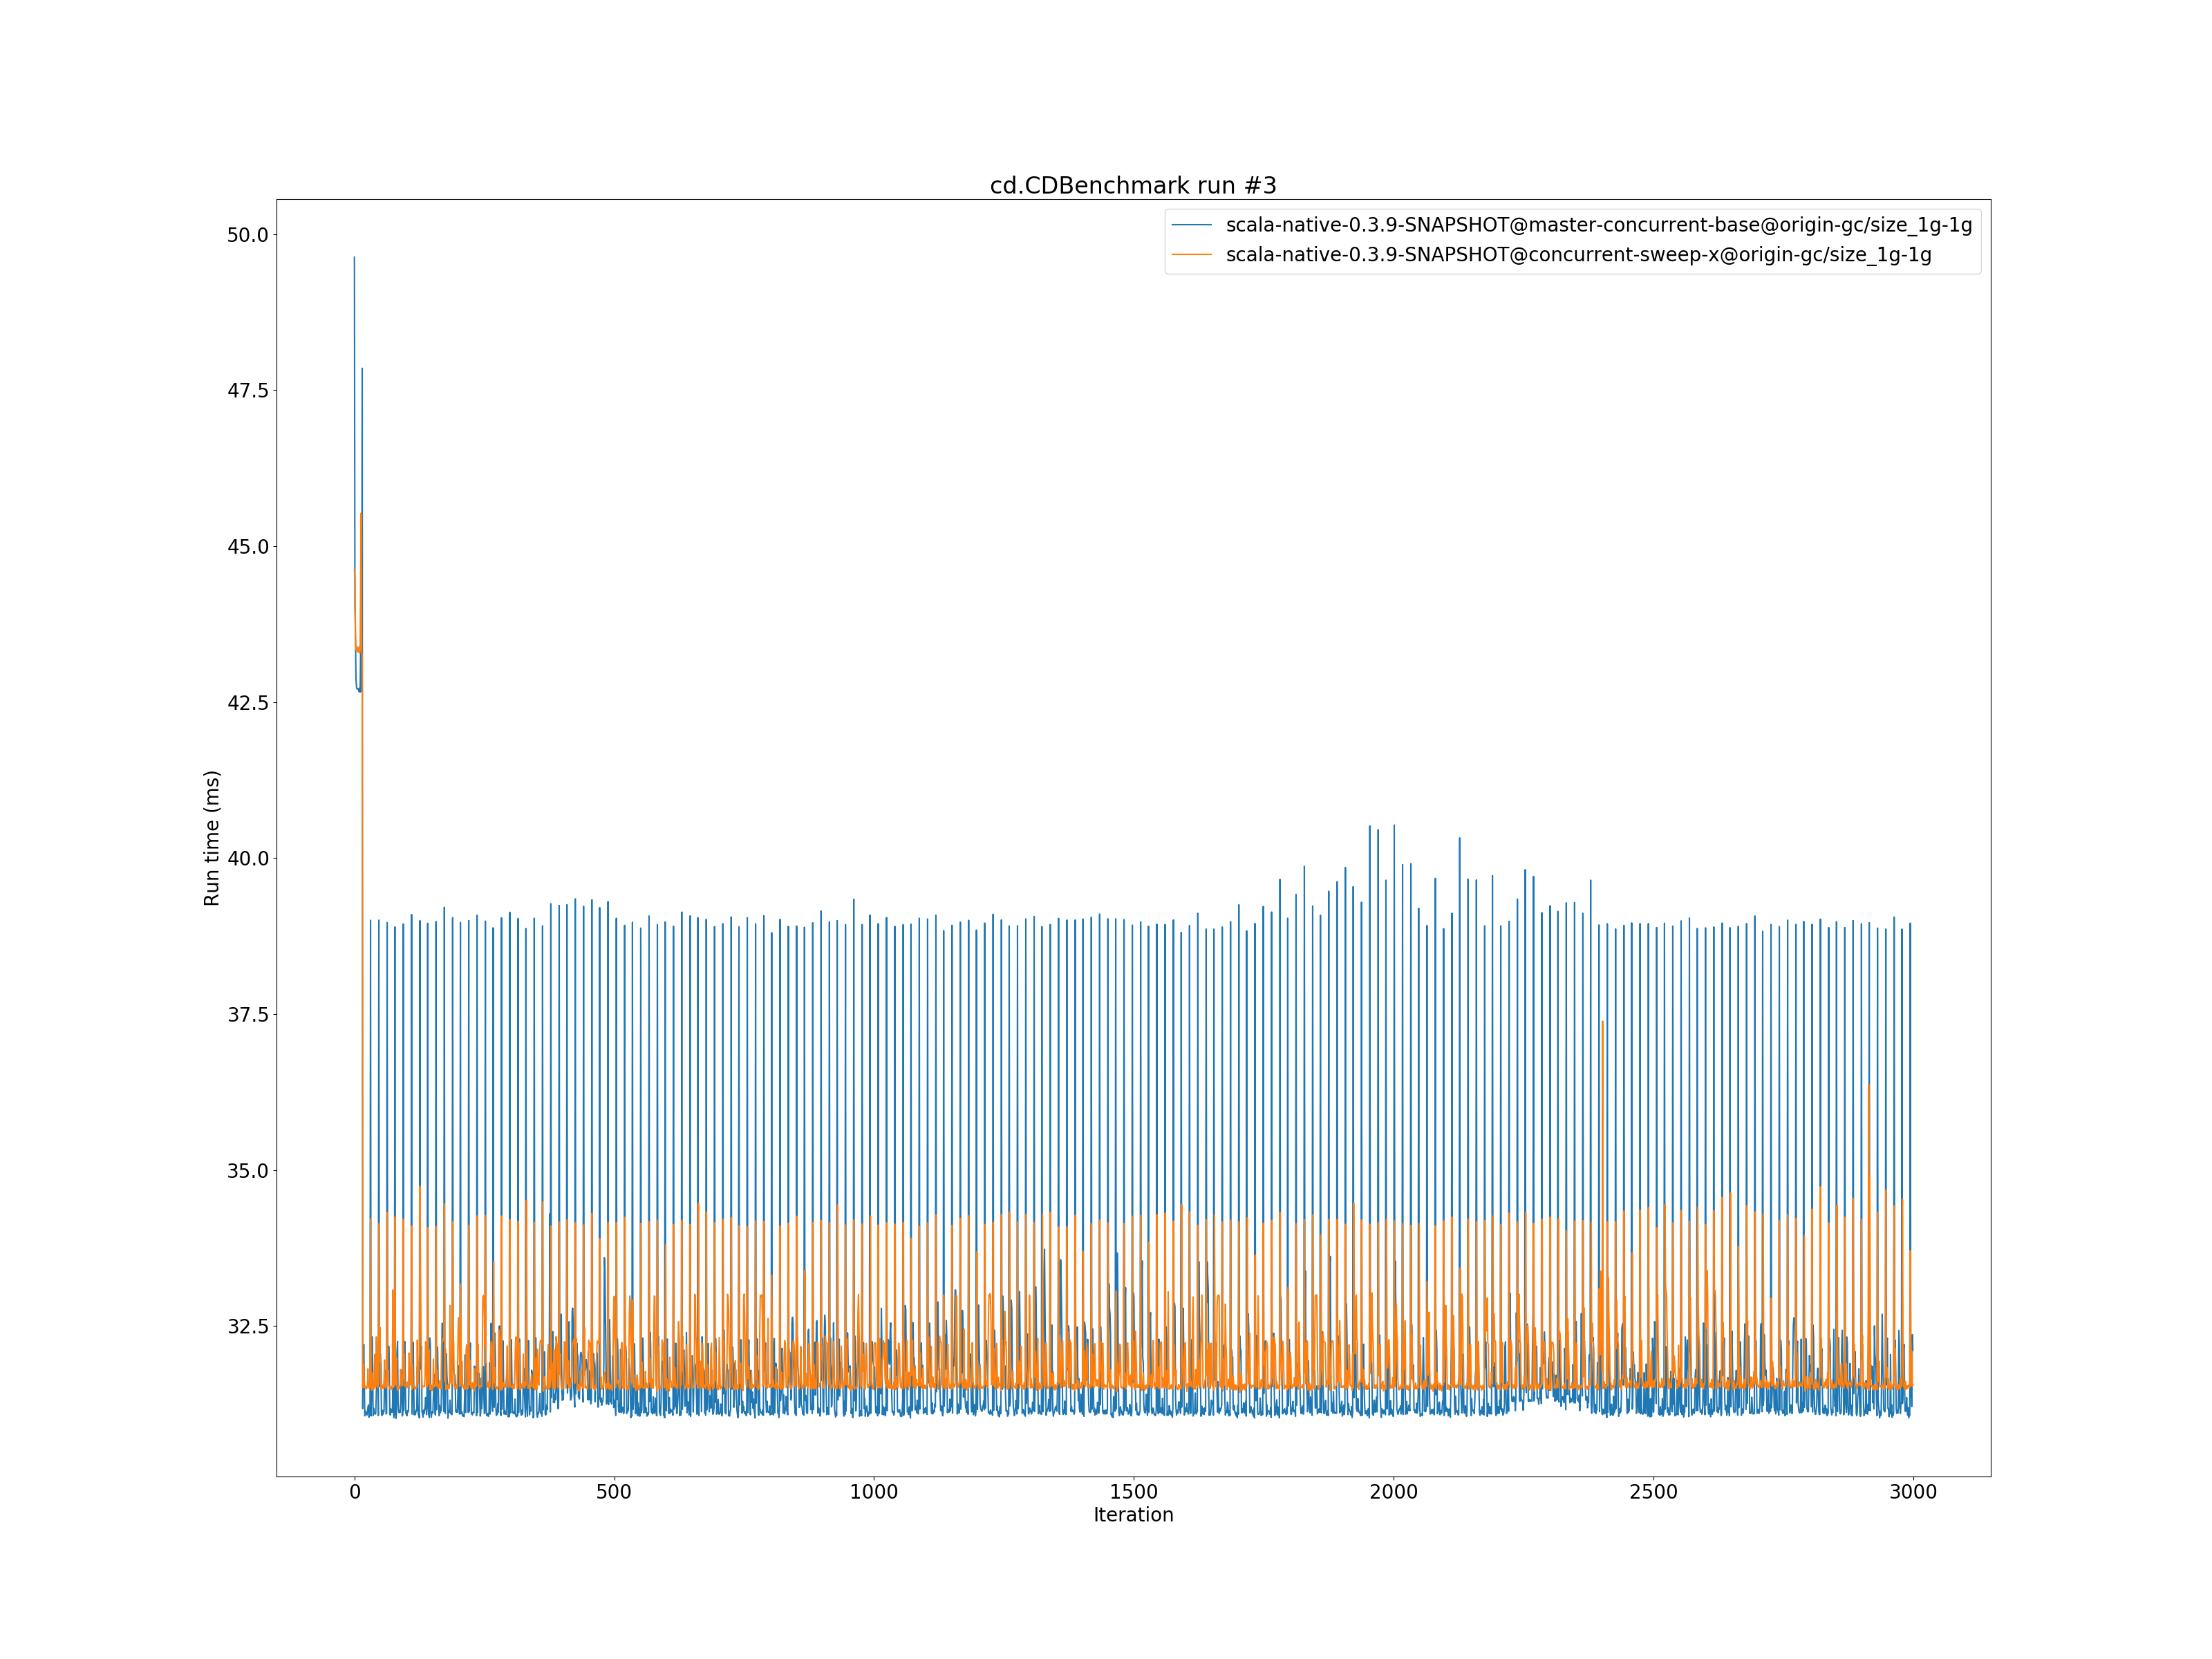 cd.CDBenchmark run #3
scala-native-0.3.9-SNAPSHOT@master-concurrent-base@origin-gc/size_1g-1g
scala-native-0.3.9-SNAPSHOT@concurrent-sweep-x@origin-gc/size_1g-1g
50.0
47.5
45.0
42.5
40.0
37.5
35.0
32.5
Run time (ms)
0 500 1000 1500 2000 2500 3000
Iteration